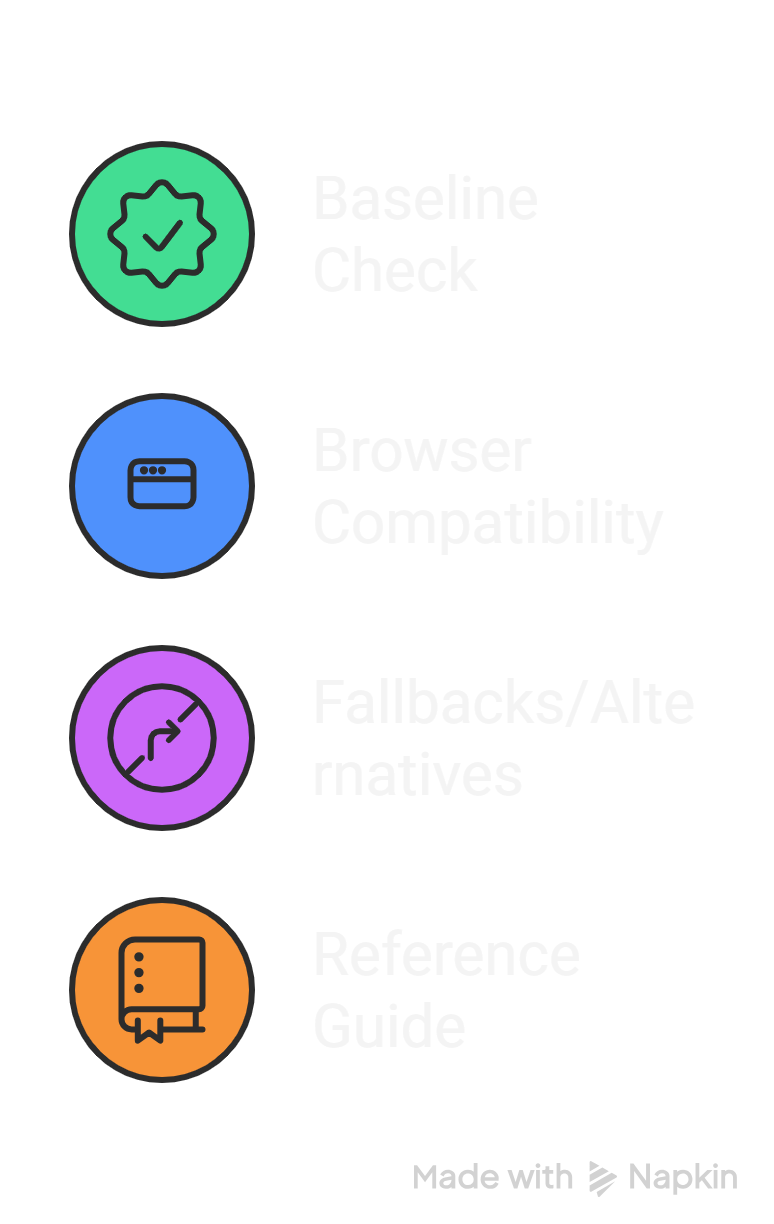 Baseline
Check
Browser
Compatibility
Fallbacks/Alte
rnatives
Reference
Guide
Made with Napkin